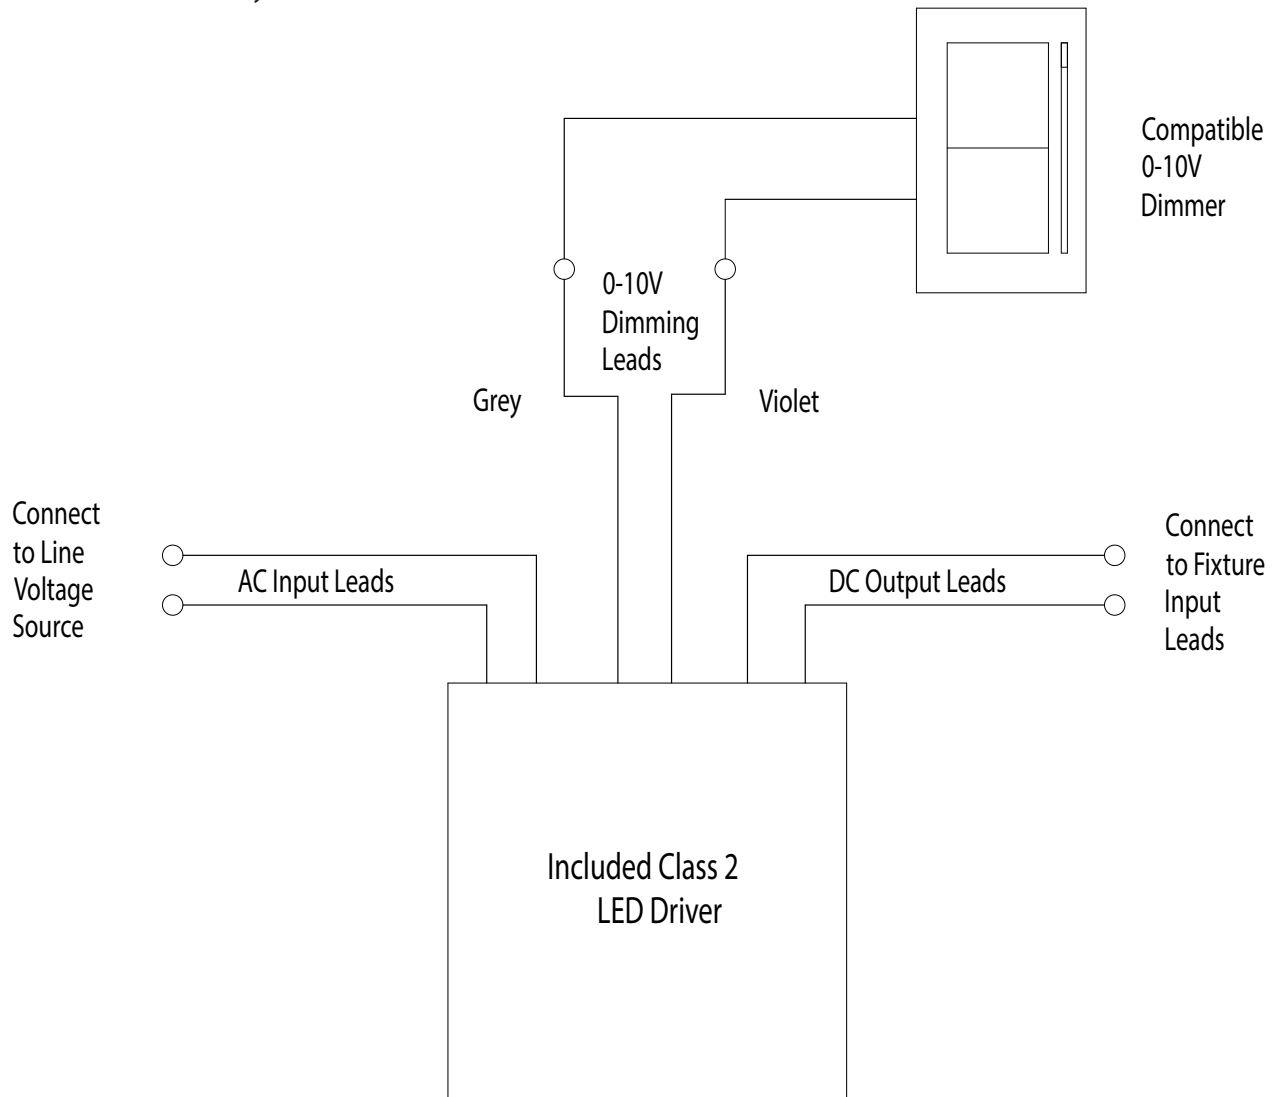 Compatible
0-10V
Dimmer
0-10V
Dimming
Leads
Grey
Violet
Connect
to Line
Voltage
Source
AC Input Leads
DC Output Leads
Connect
to Fixture
Input
Leads
Included Class 2
LED Driver